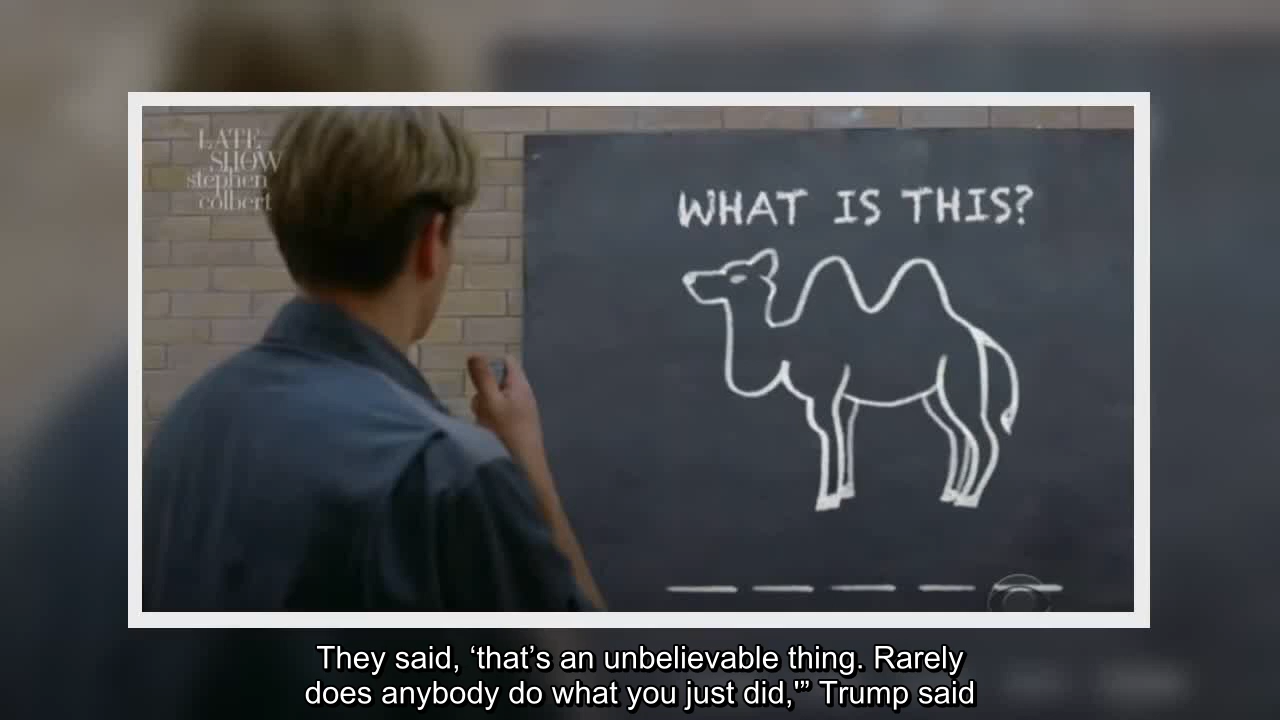 LATE
SHOW
stephen
colbert
WHAT IS THIS?
They said, ‘that’s an unbelievable thing. Rarely
does anybody do what you just did,'” Trump said